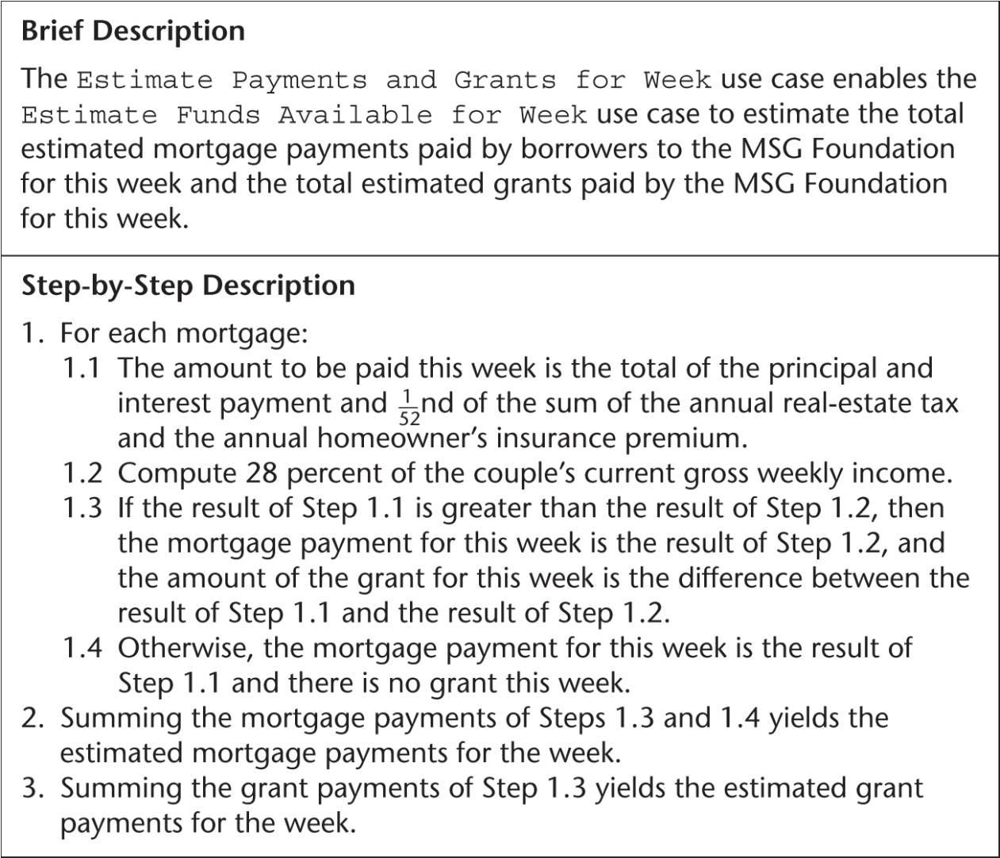 Brief Description
The Estimate Payments and Grants for Week use case enables the
Estimate Funds Available for Week use case to estimate the total
estimated mortgage payments paid by borrowers to the MSG Foundation
for this week and the total estimated grants paid by the MSG Foundation
for this week.
Step-by-Step Description
1. For each mortgage:
1.1 The amount to be paid this week is the total of the principal and
interest payment and 1/52nd of the sum of the annual real-estate tax
and the annual homeowner’s insurance premium.
1.2 Compute 28 percent of the couple’s current gross weekly income.
1.3 If the result of Step 1.1 is greater than the result of Step 1.2, then
the mortgage payment for this week is the result of Step 1.2, and
the amount of the grant for this week is the difference between the
result of Step 1.1 and the result of Step 1.2.
1.4 Otherwise, the mortgage payment for this week is the result of
Step 1.1 and there is no grant this week.
2. Summing the mortgage payments of Steps 1.3 and 1.4 yields the
estimated mortgage payments for the week.
3. Summing the grant payments of Step 1.3 yields the estimated grant
payments for the week.